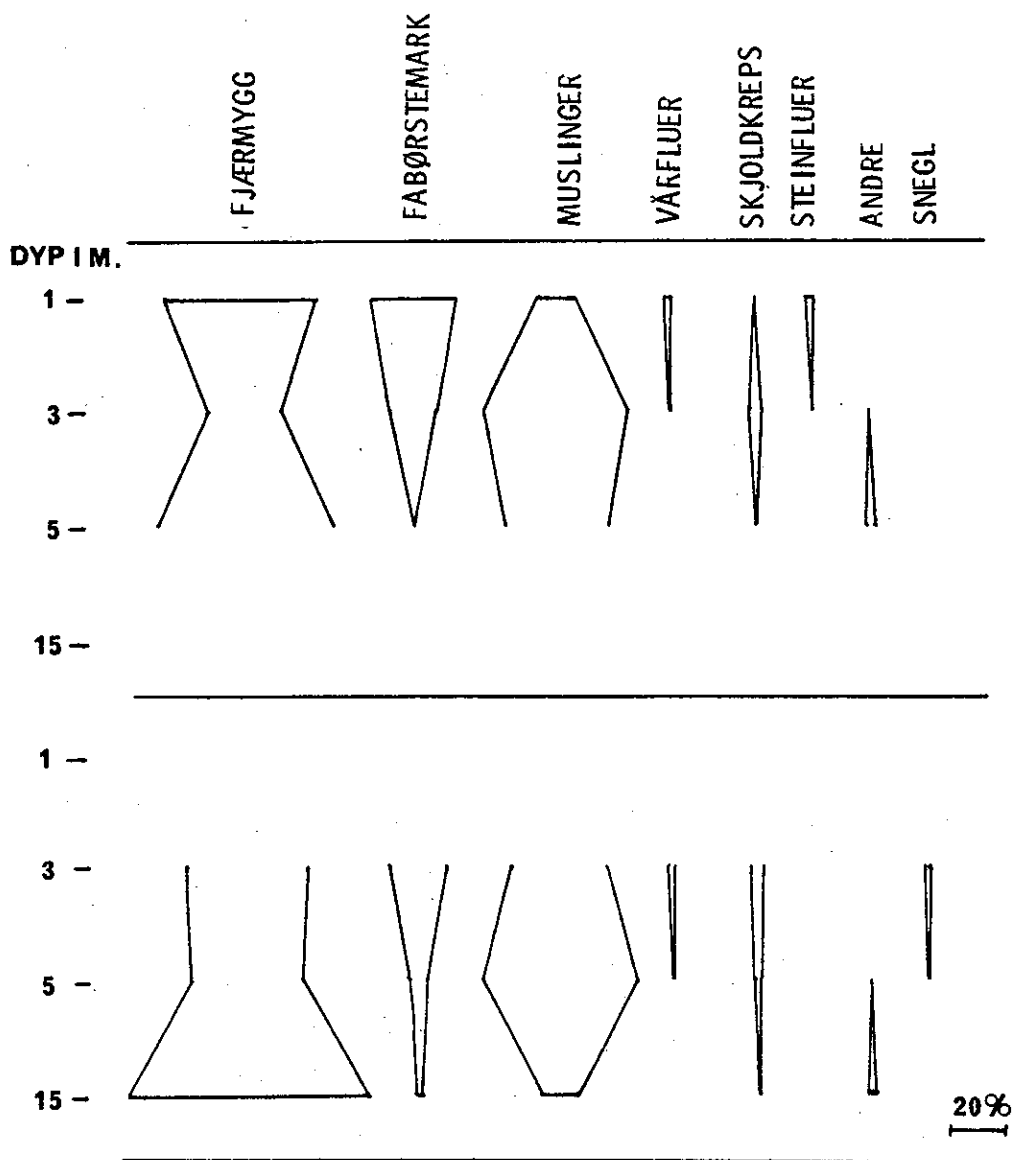 FJÆRMYGG
FABØRSTEMARK
MUSLINGER
VÅRFLUER
SKJOLDKREPS
STEINFLUER
ANDRE
SNEGL
DYP I M.
1 –
3 –
5 –
15 –
1 –
3 –
5 –
15 –
20%